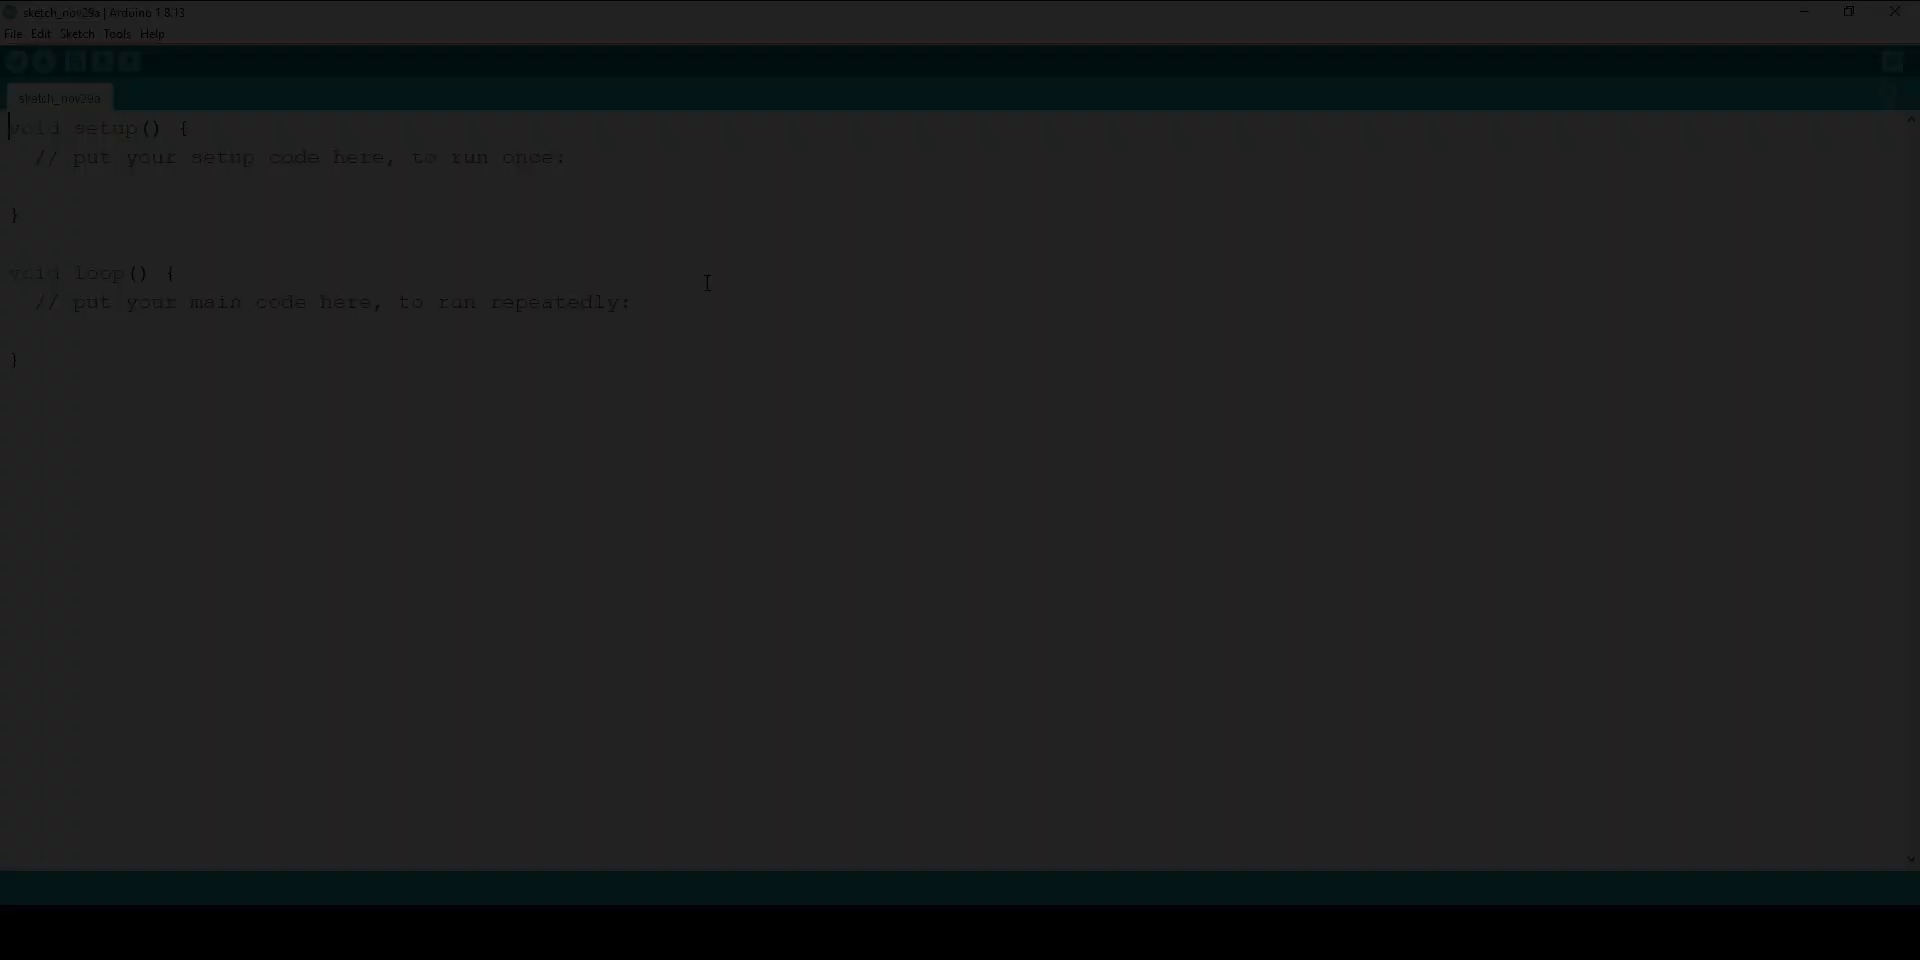 sketch_nov29a | Arduino 1.8.13
File Edit Sketch Tools Help
sketch_nov29a
void setup() {
  // put your setup code here, to run once:
}
void loop() {
  // put your main code here, to run repeatedly:
}